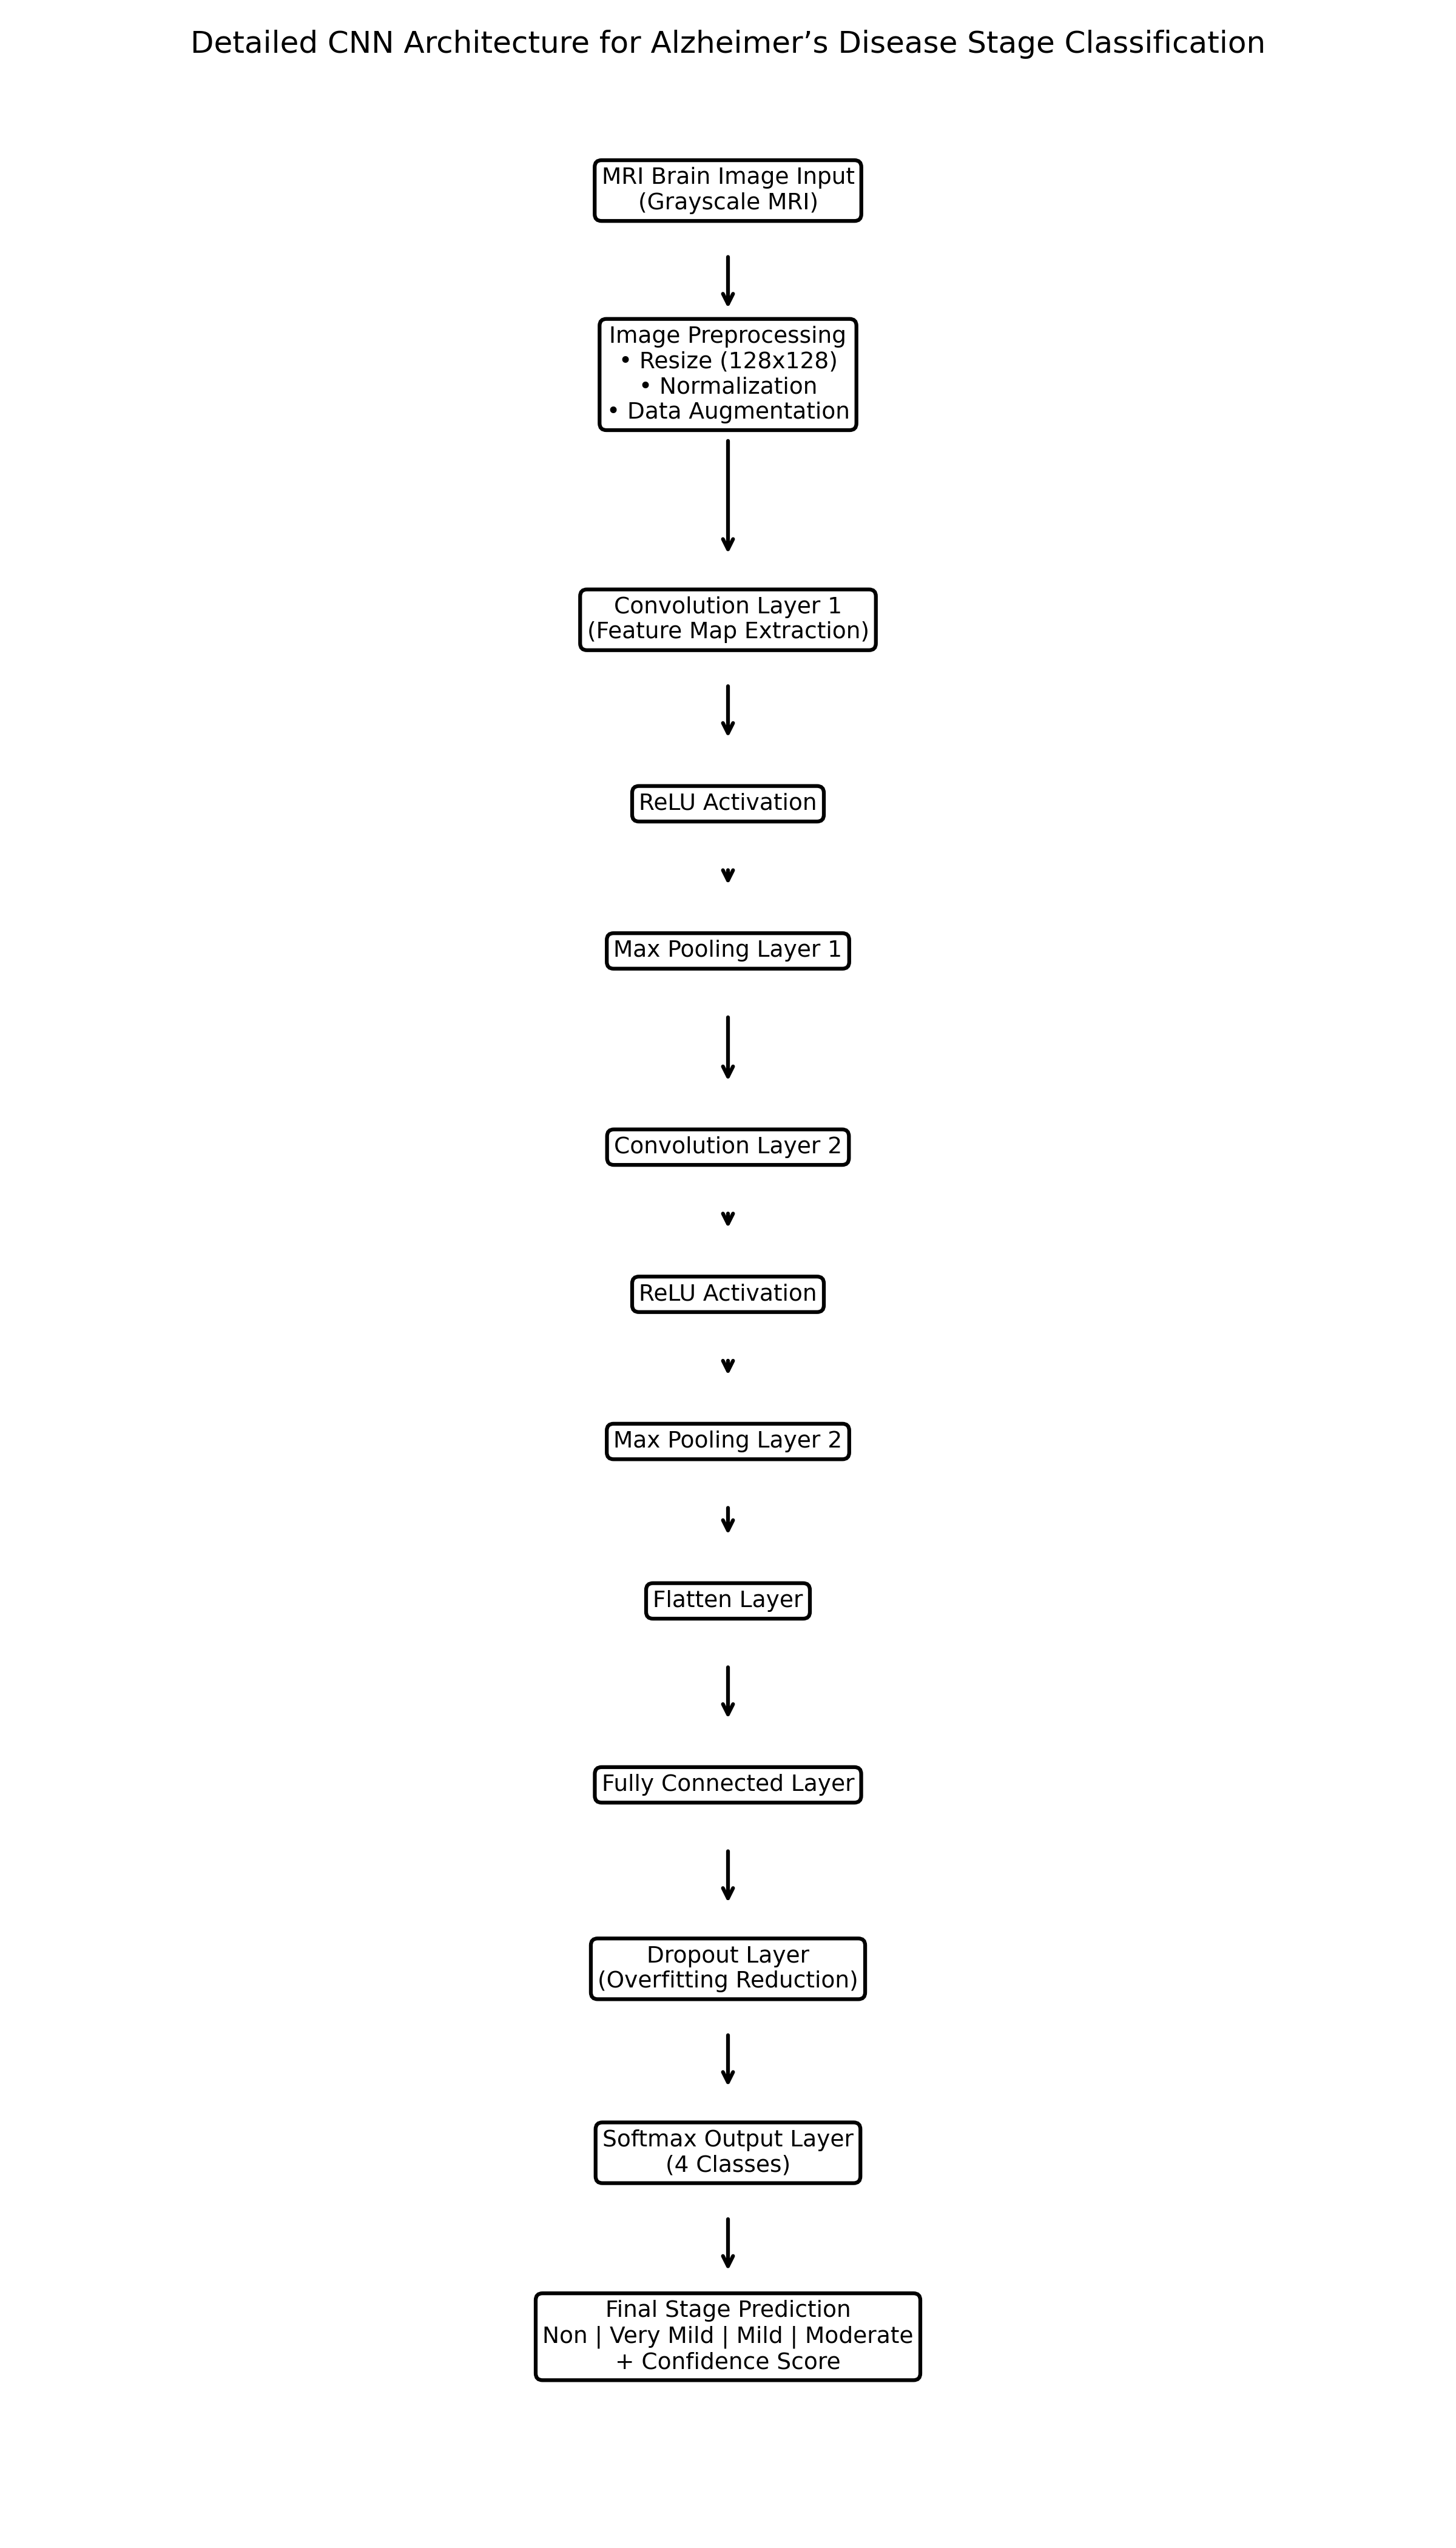 Detailed CNN Architecture for Alzheimer’s Disease Stage Classification
MRI Brain Image Input
(Grayscale MRI)
Image Preprocessing
• Resize (128x128)
• Normalization
• Data Augmentation
Convolution Layer 1
(Feature Map Extraction)
ReLU Activation
Max Pooling Layer 1
Convolution Layer 2
ReLU Activation
Max Pooling Layer 2
Flatten Layer
Fully Connected Layer
Dropout Layer
(Overfitting Reduction)
Softmax Output Layer
(4 Classes)
Final Stage Prediction
Non | Very Mild | Mild | Moderate
+ Confidence Score